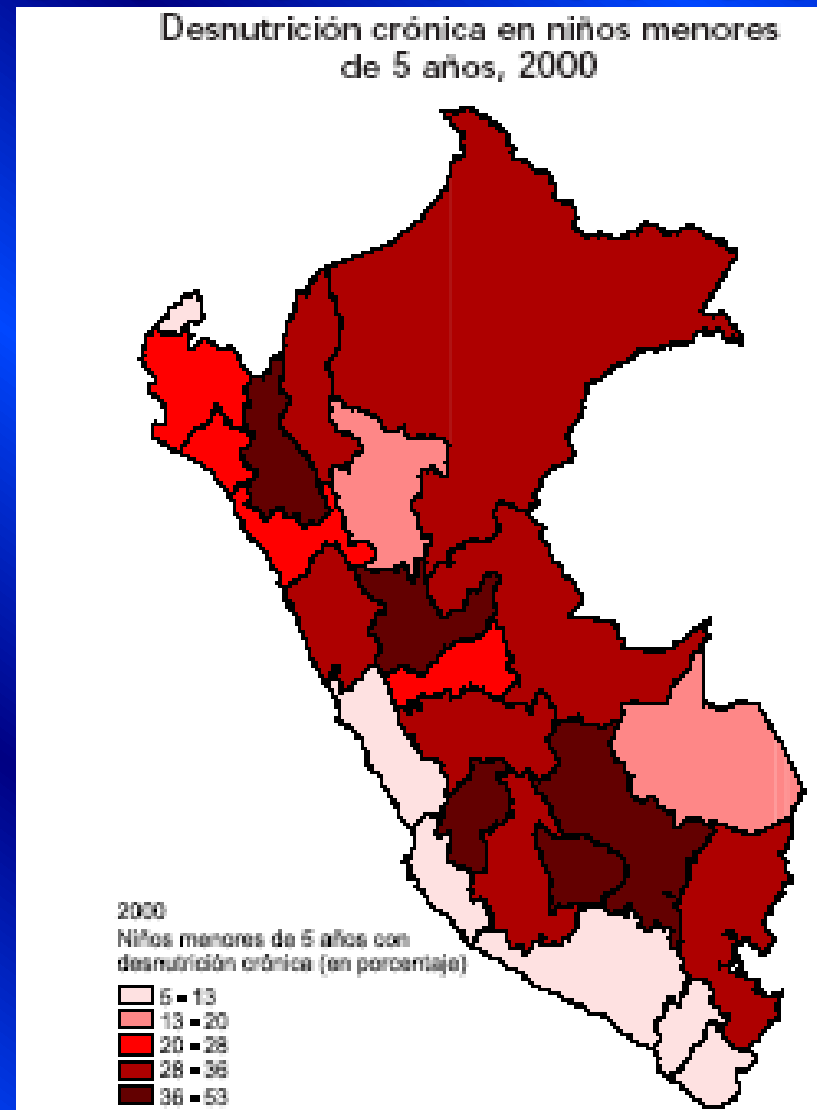 Desnutrición crónica en niños menores
de 5 años, 2000
2000
Niños menores de 5 años con
desnutrición crónica (en porcentaje)
5 - 13
13 - 20
20 - 28
28 - 36
36 - 53